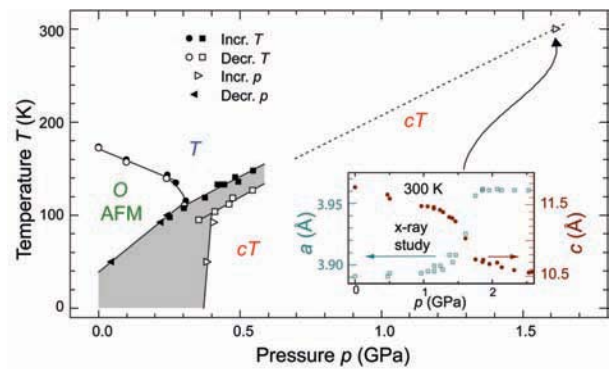 300
200
100
0
Temperature T (K)
0.0
0.5
1.0
1.5
Pressure p (GPa)
Incr. T
Decr. T
Incr. p
Decr. p
T
O
AFM
cT
cT
300 K
x-ray
study
3.95
3.90
a (Å)
11.5
10.5
c (Å)
0
1
2
p (GPa)